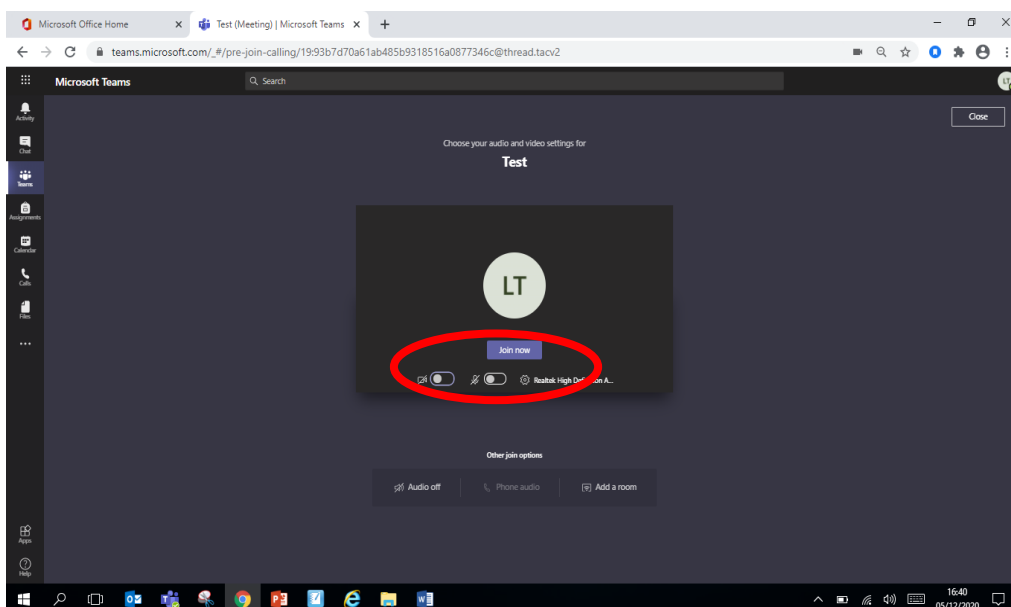 Microsoft Office Home
Test (Meeting) | Microsoft Teams
teams.microsoft.com/_#/pre-join-calling/19:93b7d70a61ab485b9318516a0877346c@thread.tacv2
Microsoft Teams
Search
LT
Activity
Close
Chat
Choose your audio and video settings for
Test
Teams
Assignments
Calendar
Calls
Files
LT
Join now
Realtek High Definition A...
Other join options
Audio off
Phone audio
Add a room
Apps
Help
16:40
05/12/2020